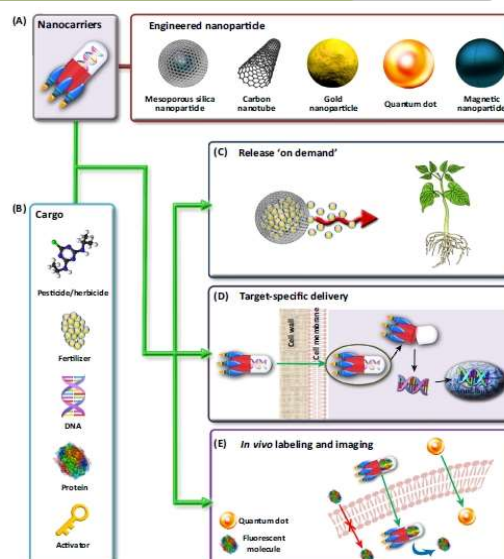 (A)
Nanocarriers
Engineered nanoparticle
Mesoporous silica
nanoparticle
Carbon
nanotube
Gold
nanoparticle
Quantum dot
Magnetic
nanoparticle
(B)
Cargo
Pesticide/herbicide
Fertilizer
DNA
Protein
Activator
(C)
Release ‘on demand’
(D)
Target-specific delivery
Cell wall
Cell membrane
(E)
In vivo labeling and imaging
Quantum dot
Fluorescent
molecule